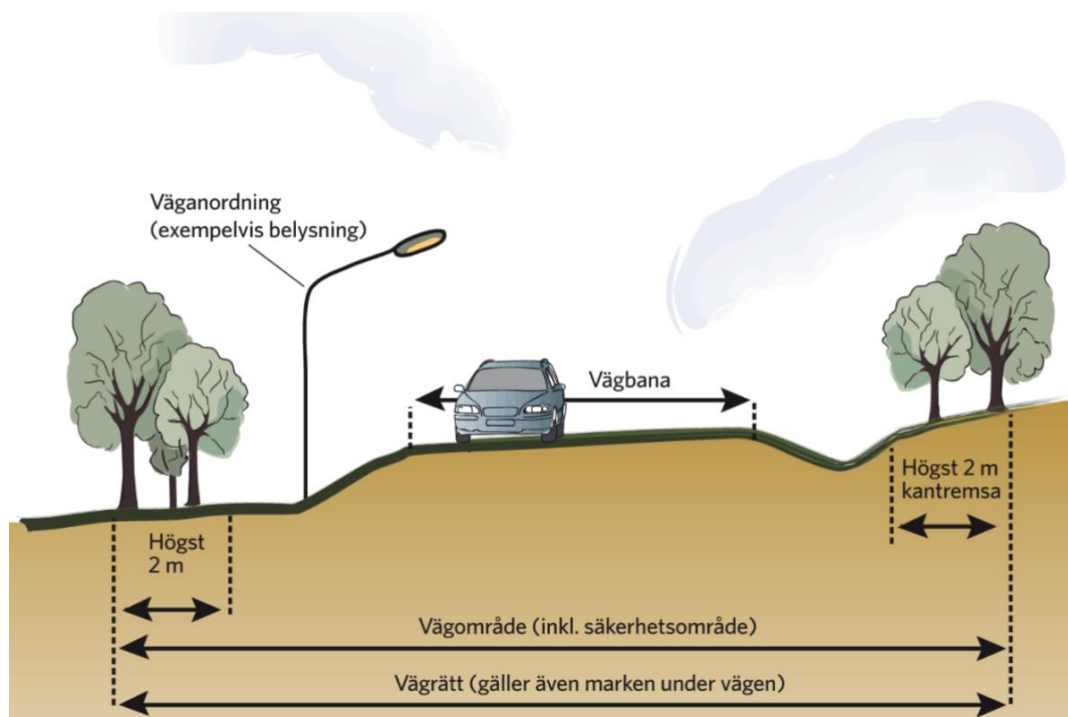 Väganordning
(exempelvis belysning)
Vägbana
Högst 2 m
kantremsa
Högst
2 m
Vägområde (inkl. säkerhetsområde)
Vägrätt (gäller även marken under vägen)